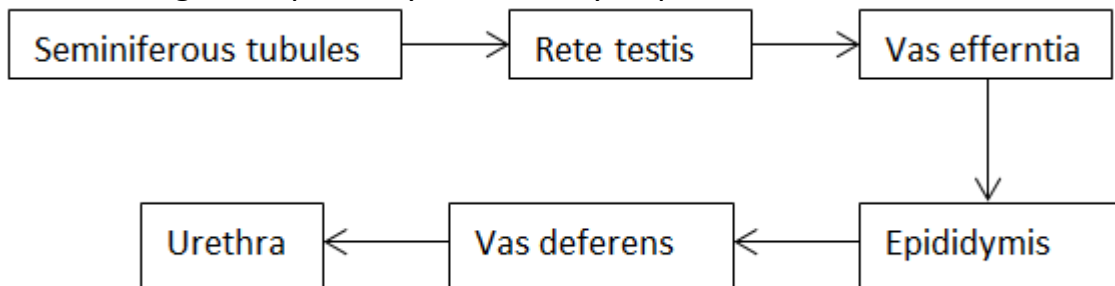 Seminiferous tubules
Rete testis
Vas efferntia
Urethra
Vas deferens
Epididymis